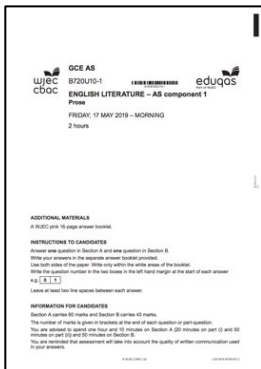 GCE AS
wjec
cbac
B720U10-1
eduqas
Part of WJEC
ENGLISH LITERATURE – AS component 1
Prose
FRIDAY, 17 MAY 2019 – MORNING
2 hours
ADDITIONAL MATERIALS
A WJEC pink 16-page answer booklet.
INSTRUCTIONS TO CANDIDATES
Answer one question in Section A and one question in Section B.
Write your answers in the separate answer booklet provided.
Use both sides of the paper. Write only within the white areas of the booklet.
Write the question number in the two boxes in the left hand margin at the start of each answer
e.g. 0 1
Leave at least two line spaces between each answer.
INFORMATION FOR CANDIDATES
Section A carries 60 marks and Section B carries 40 marks.
The number of marks is given in brackets at the end of each question or part-question.
You are advised to spend one hour and 10 minutes on Section A (20 minutes on part (i) and 50
minutes on part (ii)) and 50 minutes on Section B.
You are reminded that assessment will take into account the quality of written communication used
in your answers.